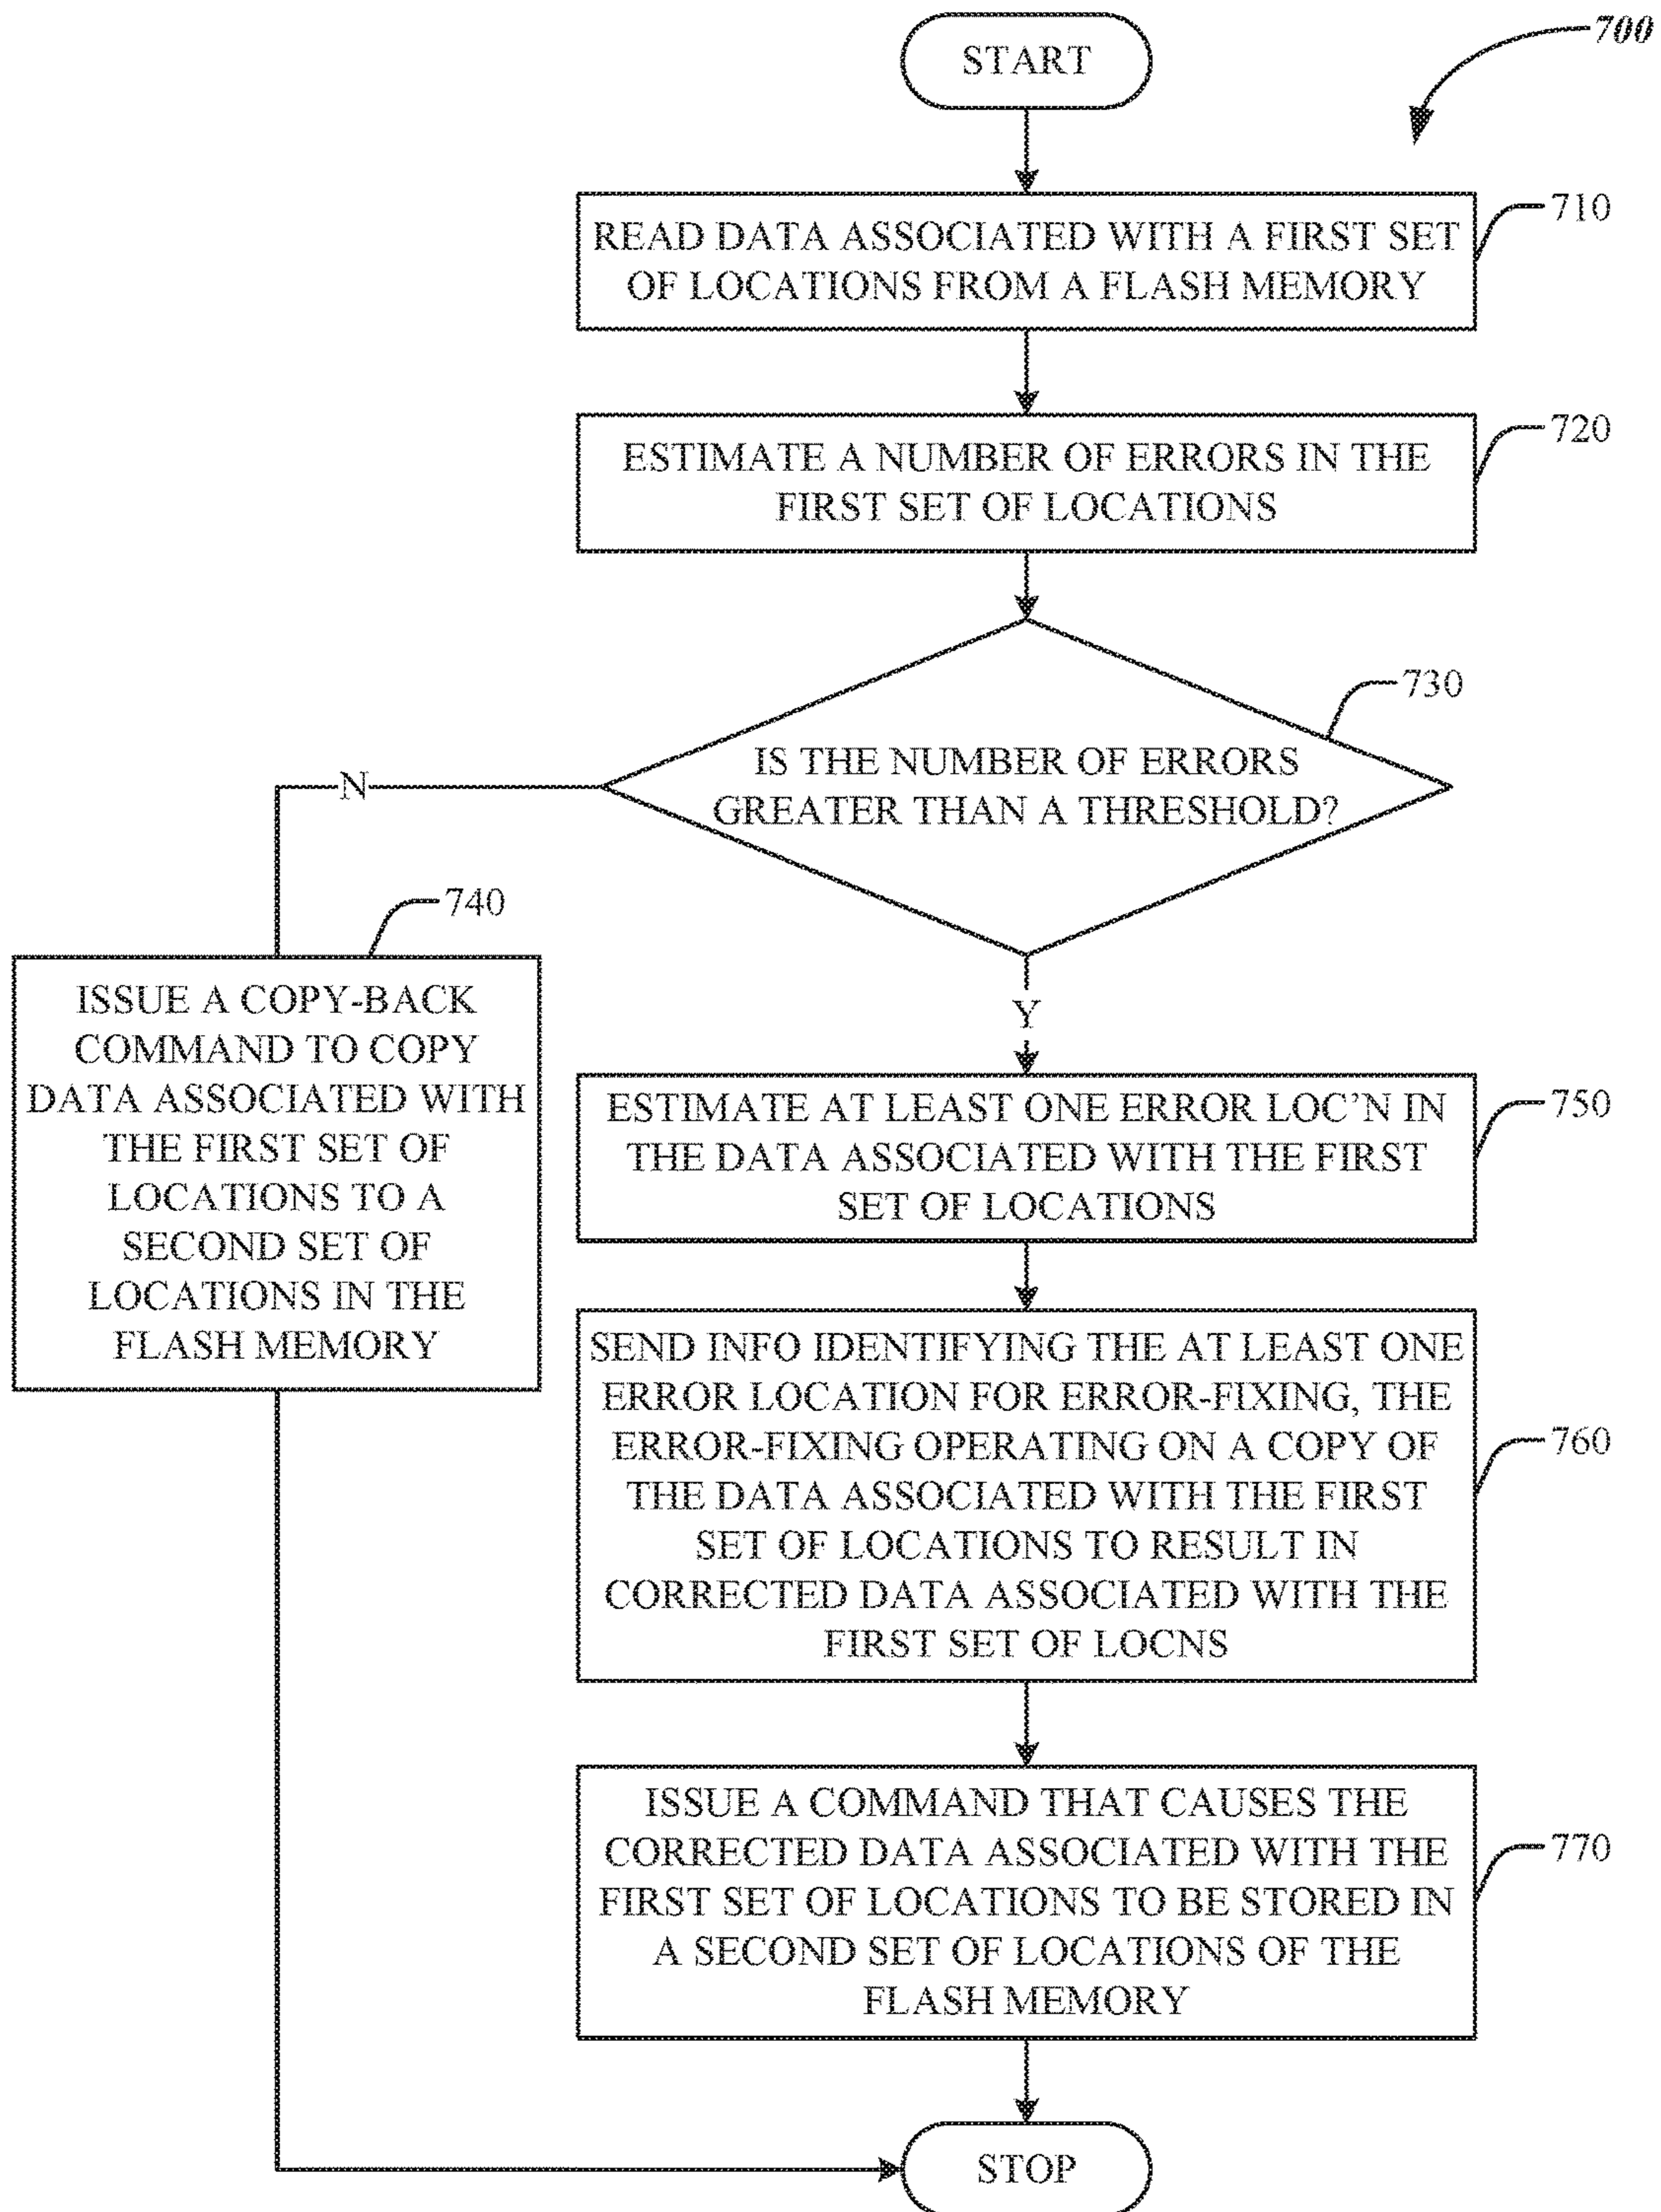 START
700
READ DATA ASSOCIATED WITH A FIRST SET
OF LOCATIONS FROM A FLASH MEMORY
710
ESTIMATE A NUMBER OF ERRORS IN THE
FIRST SET OF LOCATIONS
720
IS THE NUMBER OF ERRORS
GREATER THAN A THRESHOLD?
730
N
740
ISSUE A COPY-BACK
COMMAND TO COPY
DATA ASSOCIATED WITH
THE FIRST SET OF
LOCATIONS TO A
SECOND SET OF
LOCATIONS IN THE
FLASH MEMORY
Y
ESTIMATE AT LEAST ONE ERROR LOC'N IN
THE DATA ASSOCIATED WITH THE FIRST
SET OF LOCATIONS
750
SEND INFO IDENTIFYING THE AT LEAST ONE
ERROR LOCATION FOR ERROR-FIXING, THE
ERROR-FIXING OPERATING ON A COPY OF
THE DATA ASSOCIATED WITH THE FIRST
SET OF LOCATIONS TO RESULT IN
CORRECTED DATA ASSOCIATED WITH THE
FIRST SET OF LOCNS
760
ISSUE A COMMAND THAT CAUSES THE
CORRECTED DATA ASSOCIATED WITH THE
FIRST SET OF LOCATIONS TO BE STORED IN
A SECOND SET OF LOCATIONS OF THE
FLASH MEMORY
770
STOP